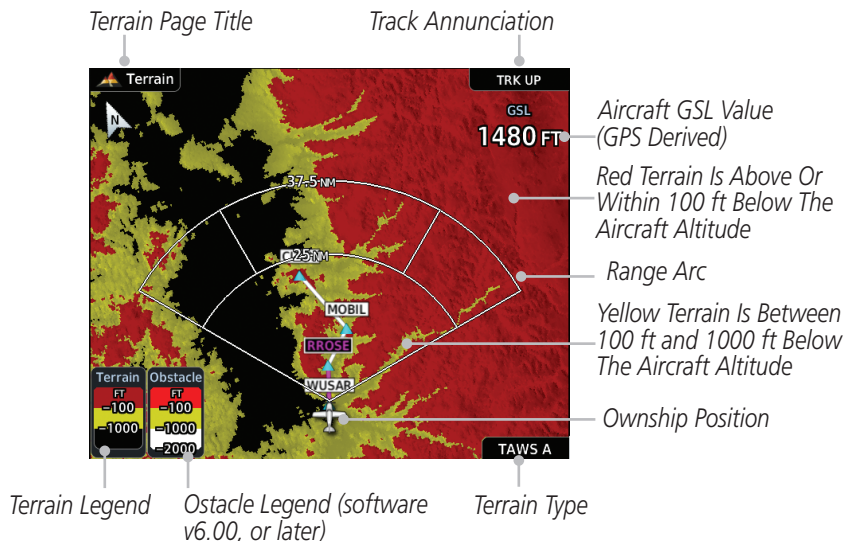 Terrain Page Title
Track Annunciation
Terrain
TRK UP
N
GSL
1480 FT
Aircraft GSL Value
(GPS Derived)
Red Terrain Is Above Or
Within 100 ft Below The
Aircraft Altitude
37.5 NM
Range Arc
25 NM
MOBIL
RROSE
WUSAR
Yellow Terrain Is Between
100 ft and 1000 ft Below
The Aircraft Altitude
Terrain
FT
-100
-1000
Obstacle
FT
-100
-1000
-2000
Ownship Position
TAWS A
Terrain Legend
Ostacle Legend (software
v6.00, or later)
Terrain Type